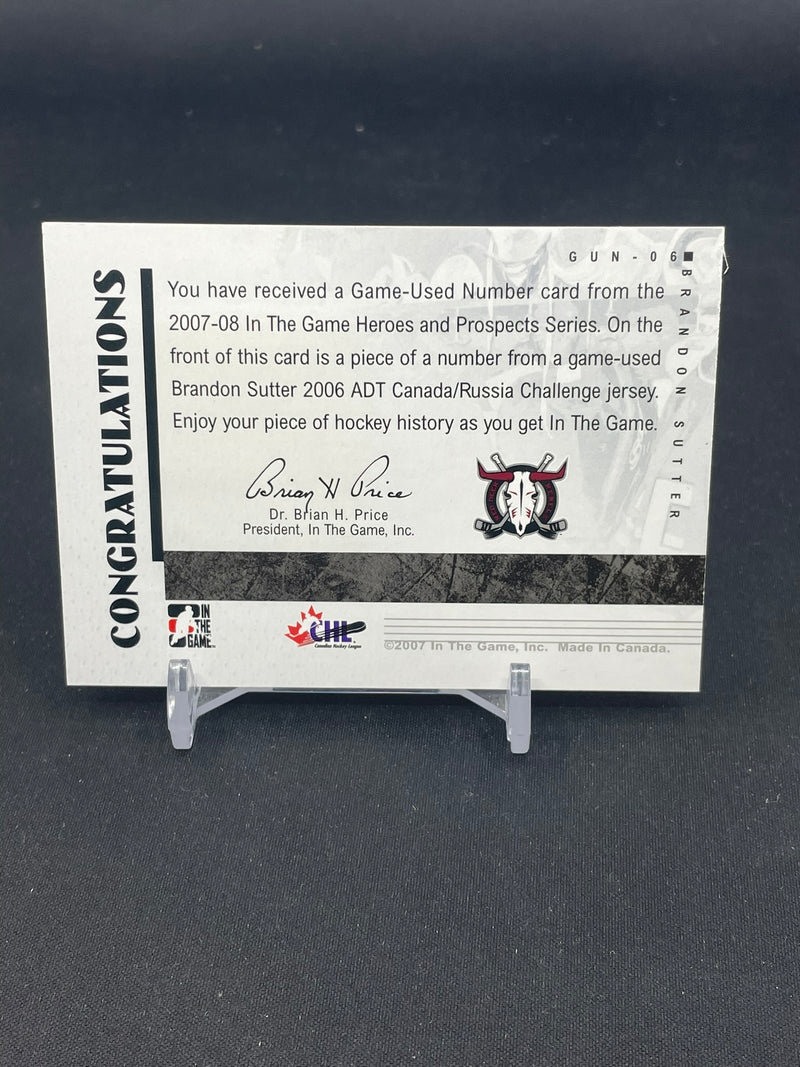 GUN-06
BRANDON SUTTER
CONGRATULATIONS
You have received a Game-Used Number card from the
2007-08 In The Game Heroes and Prospects Series. On the
front of this card is a piece of a number from a game-used
Brandon Sutter 2006 ADT Canada/Russia Challenge jersey.
Enjoy your piece of hockey history as you get In The Game.
Brian H Price
Dr. Brian H. Price
President, In The Game, Inc.
IN
THE
GAME
CHL
Canadian Hockey League
©2007 In The Game, Inc. Made In Canada.